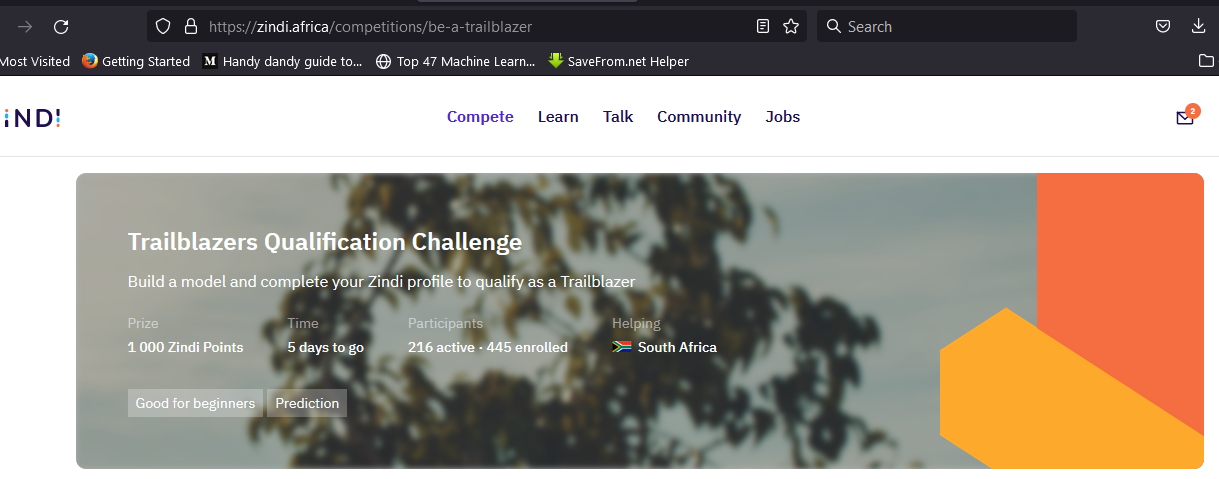 https://zindi.africa/competitions/be-a-trailblazer
Search
Most Visited Getting Started M Handy dandy guide to... Top 47 Machine Learn... SaveFrom.net Helper
iNDI
Compete Learn Talk Community Jobs
2
Trailblazers Qualification Challenge
Build a model and complete your Zindi profile to qualify as a Trailblazer
Prize Time Participants Helping
1 000 Zindi Points 5 days to go 216 active · 445 enrolled South Africa
Good for beginners Prediction